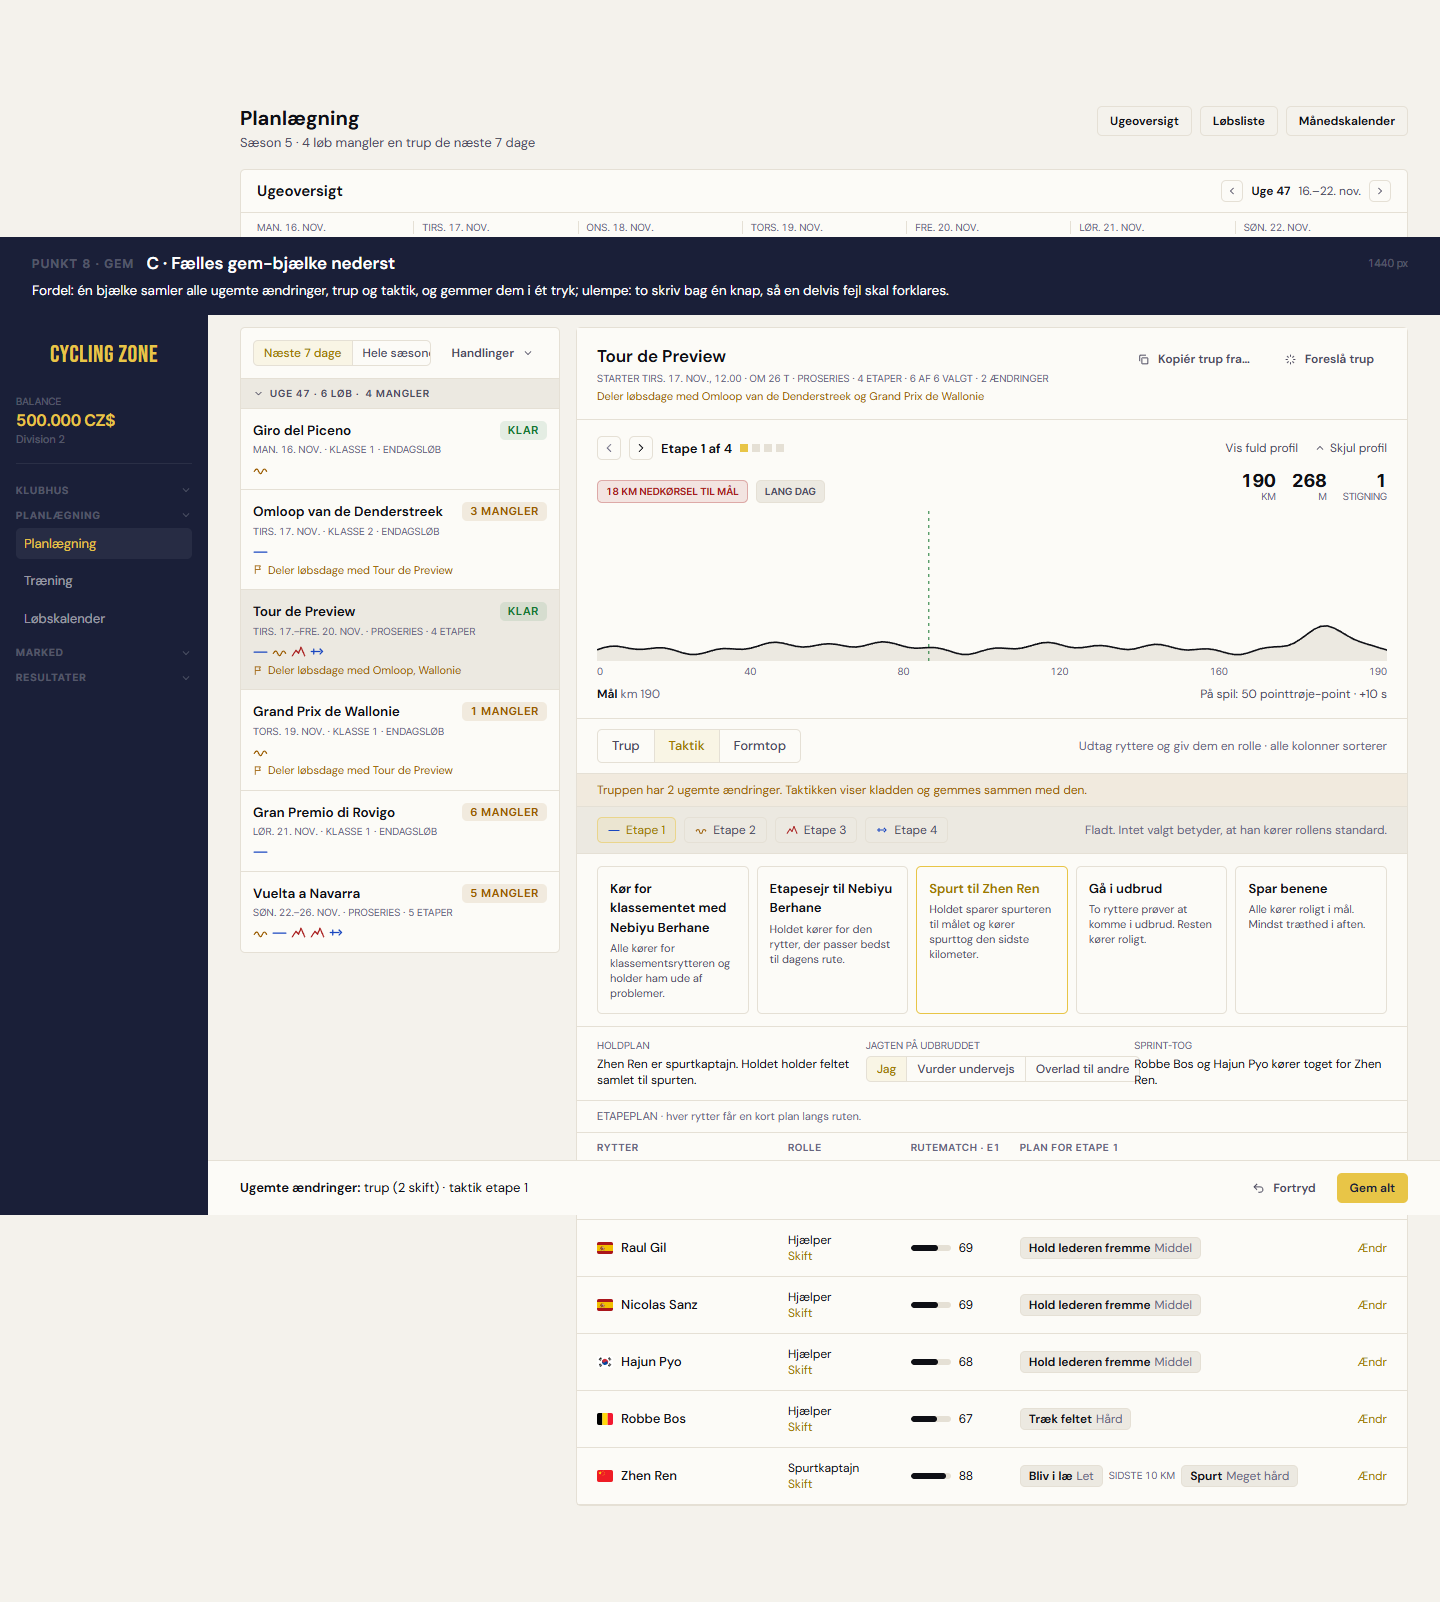 Planlægning
Sæson 5 · 4 løb mangler en trup de næste 7 dage
Ugeoversigt
Løbsliste
Månedskalender
Ugeoversigt
Uge 47 16.–22. nov.
MAN. 16. NOV.
TIRS. 17. NOV.
ONS. 18. NOV.
TORS. 19. NOV.
FRE. 20. NOV.
LØR. 21. NOV.
SØN. 22. NOV.
PUNKT 8 · GEM C · Fælles gem-bjælke nederst
1440 px
Fordel: én bjælke samler alle ugemte ændringer, trup og taktik, og gemmer dem i ét tryk; ulempe: to skriv bag én knap, så en delvis fejl skal forklares.
CYCLING ZONE
BALANCE
500.000 CZ$
Division 2
KLUBHUS
PLANLÆGNING
Planlægning
Træning
Løbskalender
MARKED
RESULTATER
Næste 7 dage
Hele sæson
Handlinger
UGE 47 · 6 LØB · 4 MANGLER
Giro del Piceno
KLAR
MAN. 16. NOV. · KLASSE 1 · ENDAGSLØB
Omloop van de Denderstreek
3 MANGLER
TIRS. 17. NOV. · KLASSE 2 · ENDAGSLØB
Deler løbsdage med Tour de Preview
Tour de Preview
KLAR
TIRS. 17.–FRE. 20. NOV. · PROSERIES · 4 ETAPER
Deler løbsdage med Omloop, Wallonie
Grand Prix de Wallonie
1 MANGLER
TORS. 19. NOV. · KLASSE 1 · ENDAGSLØB
Deler løbsdage med Tour de Preview
Gran Premio di Rovigo
6 MANGLER
LØR. 21. NOV. · KLASSE 1 · ENDAGSLØB
Vuelta a Navarra
5 MANGLER
SØN. 22.–26. NOV. · PROSERIES · 5 ETAPER
Tour de Preview
STARTER TIRS. 17. NOV., 12.00 · OM 26 T · PROSERIES · 4 ETAPER · 6 AF 6 VALGT · 2 ÆNDRINGER
Deler løbsdage med Omloop van de Denderstreek og Grand Prix de Wallonie
Kopiér trup fra…
Foreslå trup
Etape 1 af 4
Vis fuld profil
Skjul profil
18 KM NEDKØRSEL TIL MÅL
LANG DAG
190 KM
268 M
1 STIGNING
0
40
80
120
160
190
Mål km 190
På spil: 50 pointtrøje-point · +10 s
Trup
Taktik
Formtop
Udtag ryttere og giv dem en rolle · alle kolonner sorterer
Truppen har 2 ugemte ændringer. Taktikken viser kladden og gemmes sammen med den.
Etape 1
Etape 2
Etape 3
Etape 4
Fladt. Intet valgt betyder, at han kører rollens standard.
Kør for
klassementet med
Nebiyu Berhane
Alle kører for
klassementsrytteren og
holder ham ude af
problemer.
Etapesejr til Nebiyu
Berhane
Holdet kører for den
rytter, der passer bedst
til dagens rute.
Spurt til Zhen Ren
Holdet sparer spurteren
til målet og kører
spurttog den sidste
kilometer.
Gå i udbrud
To ryttere prøver at
komme i udbrud. Resten
kører roligt.
Spar benene
Alle kører roligt i mål.
Mindst træthed i aften.
HOLDPLAN
Zhen Ren er spurtkaptajn. Holdet holder feltet
samlet til spurten.
JAGTEN PÅ UDBRUDDET
Jag
Vurder undervejs
Overlad til andre
SPRINT-TOG
Robbe Bos og Hajun Pyo kører toget for Zhen
Ren.
ETAPEPLAN · hver rytter får en kort plan langs ruten.
RYTTER
ROLLE
RUTEMATCH · E1
PLAN FOR ETAPE 1
Ugemte ændringer: trup (2 skift) · taktik etape 1
Fortryd
Gem alt
Raul Gil
Hjælper
Skift
69
Hold lederen fremme Middel
Ændr
Nicolas Sanz
Hjælper
Skift
69
Hold lederen fremme Middel
Ændr
Hajun Pyo
Hjælper
Skift
68
Hold lederen fremme Middel
Ændr
Robbe Bos
Hjælper
Skift
67
Træk feltet Hård
Ændr
Zhen Ren
Spurtkaptajn
Skift
88
Bliv i læ Let
SIDSTE 10 KM
Spurt Meget hård
Ændr